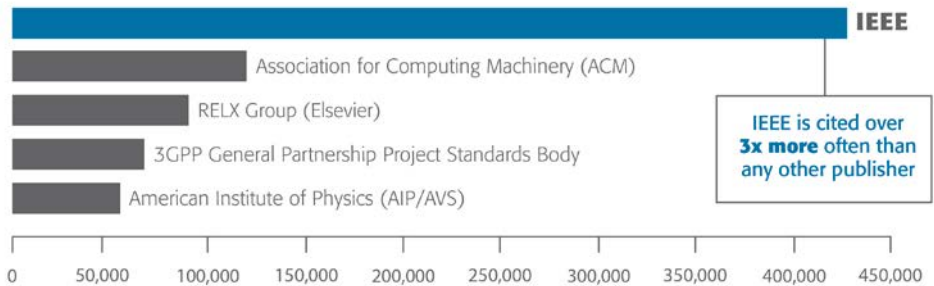 IEEE
Association for Computing Machinery (ACM)
RELX Group (Elsevier)
3GPP General Partnership Project Standards Body
American Institute of Physics (AIP/AVS)
IEEE is cited over
3x more often than
any other publisher
0 50,000 100,000 150,000 200,000 250,000 300,000 350,000 400,000 450,000